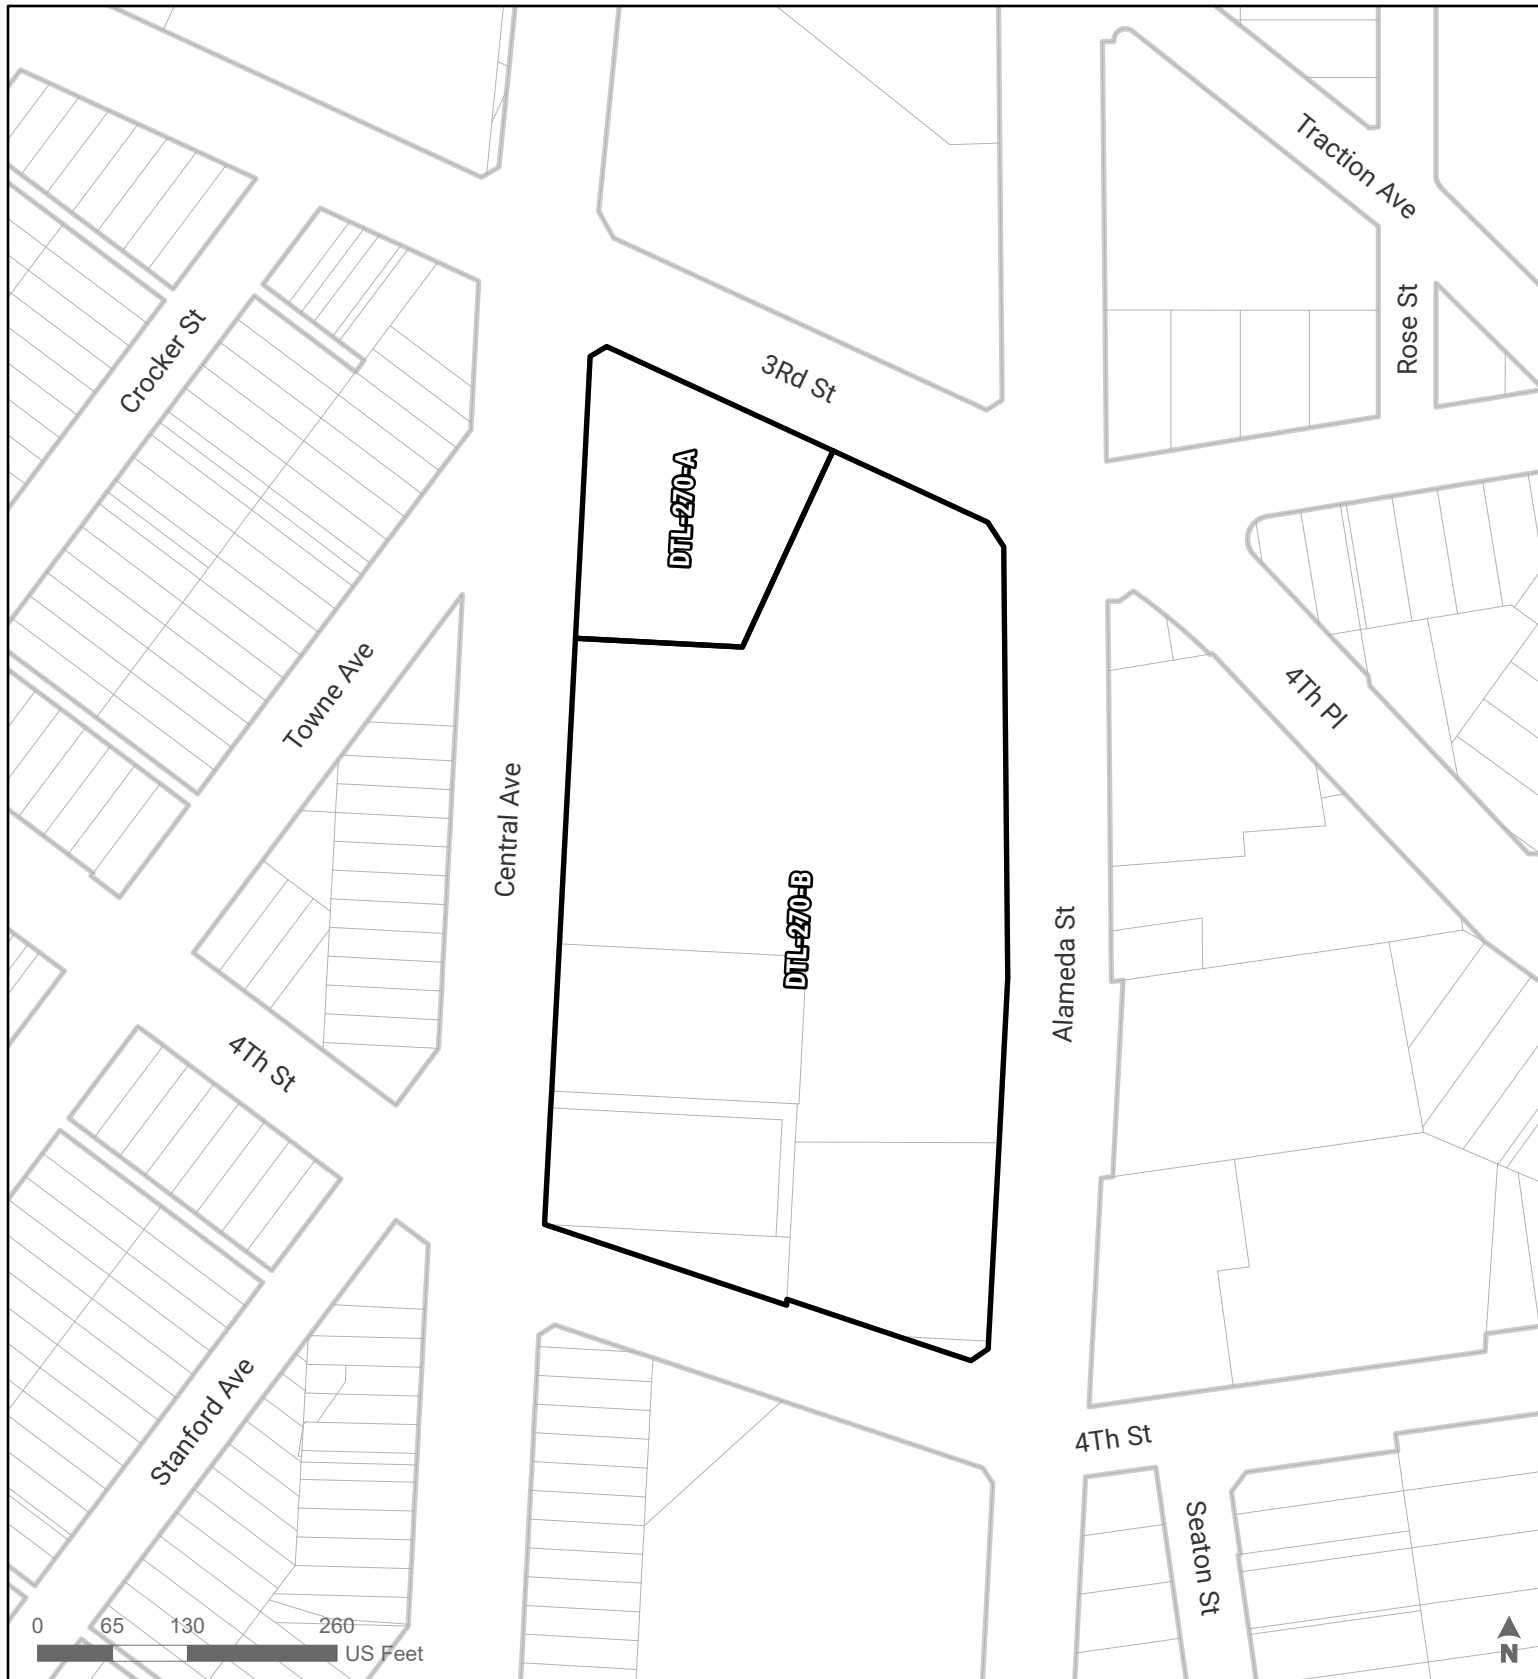 Traction Ave
Rose St
Crocker St
3Rd St
DTL-270-A
Towne Ave
4Th Pl
Central Ave
DTL-270-B
Alameda St
4Th St
Stanford Ave
4Th St
Seaton St
0 65 130 260
US Feet
N